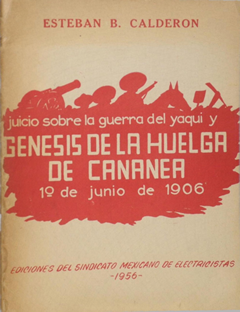 ESTEBAN B. CALDERON
juicio sobre la guerra del yaqui y
GENESIS DE LA HUELGA
DE CANANEA
1º de junio de 1906
EDICIONES DEL SINDICATO MEXICANO DE ELECTRICISTAS
-1956-